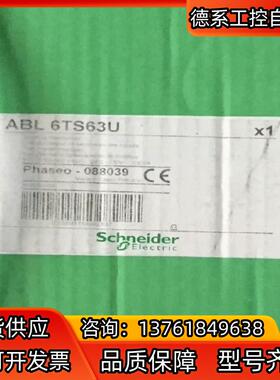 德系工控自
ABL 6TS63U
x1
Phaseo - 088039 CE
Schneider
Electric
货供应 咨询：13761849638
可开发票 品质保障 型号齐